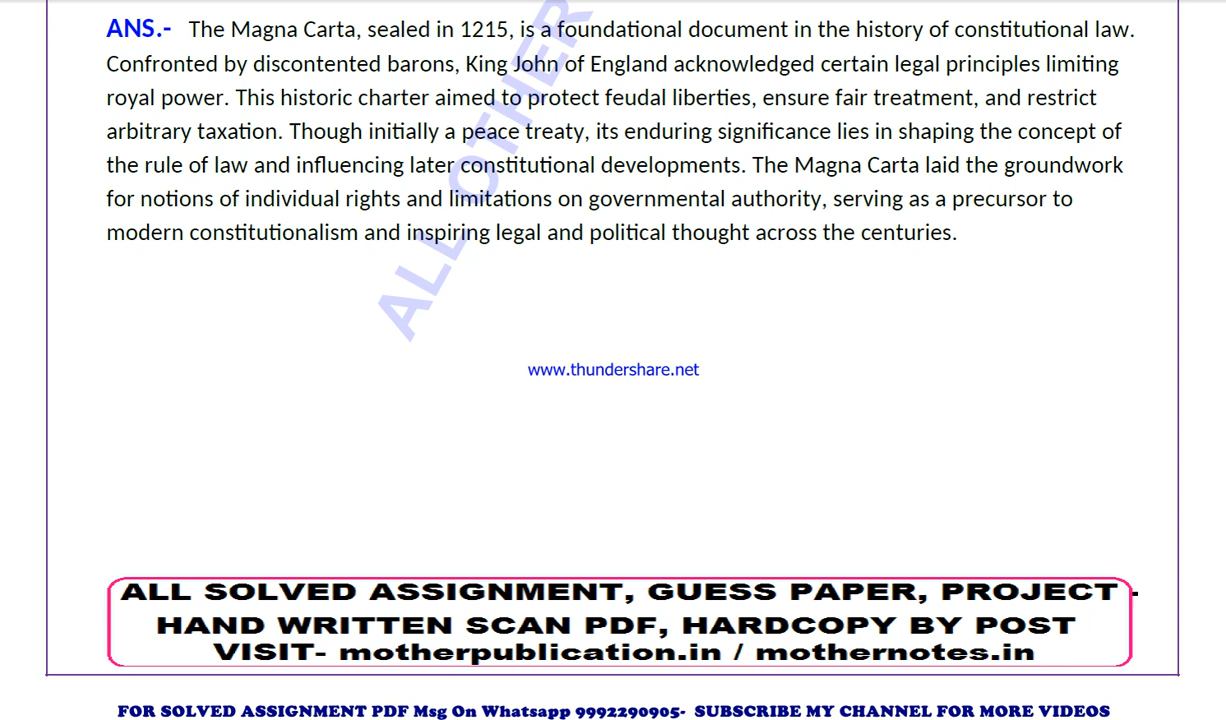 ANS.- The Magna Carta, sealed in 1215, is a foundational document in the history of constitutional law.
Confronted by discontented barons, King John of England acknowledged certain legal principles limiting
royal power. This historic charter aimed to protect feudal liberties, ensure fair treatment, and restrict
arbitrary taxation. Though initially a peace treaty, its enduring significance lies in shaping the concept of
the rule of law and influencing later constitutional developments. The Magna Carta laid the groundwork
for notions of individual rights and limitations on governmental authority, serving as a precursor to
modern constitutionalism and inspiring legal and political thought across the centuries.
ALL OTHER
www.thundershare.net
ALL SOLVED ASSIGNMENT, GUESS PAPER, PROJECT -
HAND WRITTEN SCAN PDF, HARDCOPY BY POST
VISIT- motherpublication.in / mothernotes.in
FOR SOLVED ASSIGNMENT PDF Msg On Whatsapp 9992290905- SUBSCRIBE MY CHANNEL FOR MORE VIDEOS